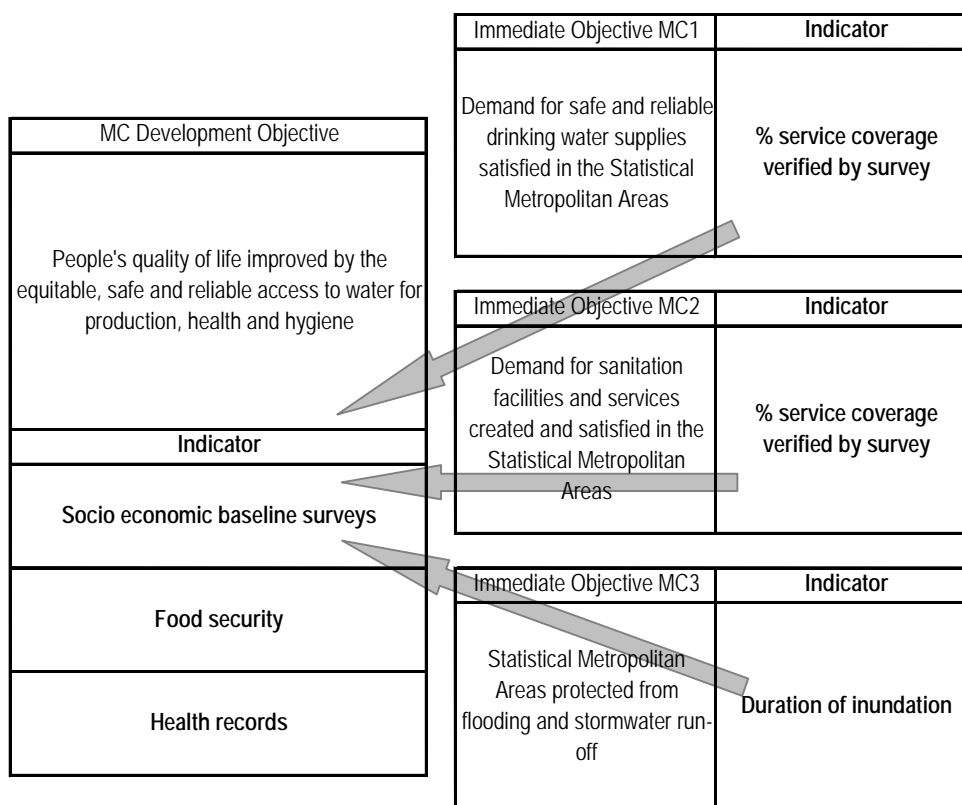 MC Development Objective
People's quality of life improved by the
equitable, safe and reliable access to water for
production, health and hygiene
Indicator
Socio economic baseline surveys
Food security
Health records
Immediate Objective MC1
Indicator
Demand for safe and reliable
drinking water supplies
satisfied in the Statistical
Metropolitan Areas
% service coverage
verified by survey
Immediate Objective MC2
Indicator
Demand for sanitation
facilities and services
created and satisfied in the
Statistical Metropolitan
Areas
% service coverage
verified by survey
Immediate Objective MC3
Indicator
Statistical Metropolitan
Areas protected from
flooding and stormwater run-
off
Duration of inundation